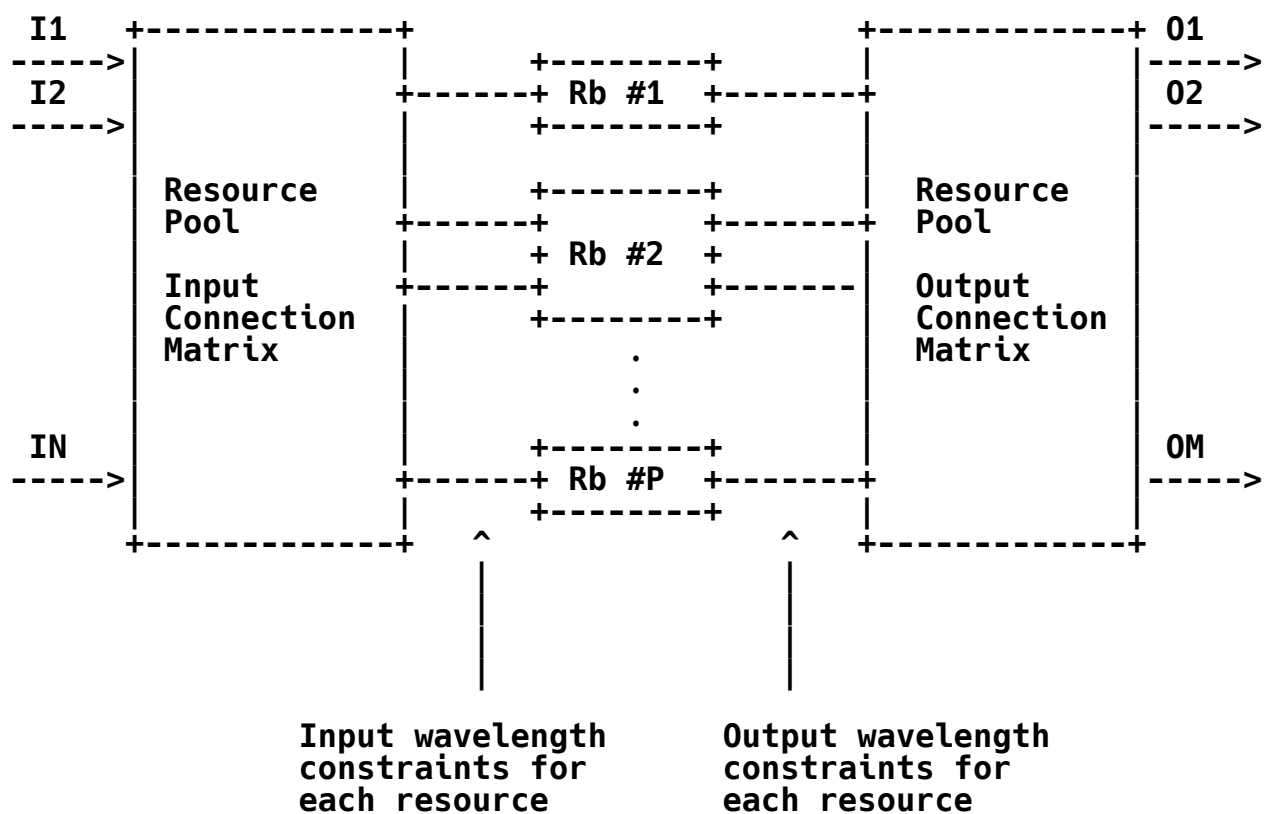 I1 +-------------+ +-------------+ O1
----->| | +--------+ | |----->
I2 | +------+ Rb #1 +-------+ | O2
----->| | +--------+ | |----->
| | | |
| Resource | +--------+ | Resource |
| Pool +------+ +-------+ Pool |
| | + Rb #2 + | |
| Input +------+ +-------| Output |
| Connection | +--------+ | Connection |
| Matrix | . | Matrix |
| | . | |
| | . | |
IN | | +--------+ | | OM
----->| +------+ Rb #P +-------+ |----->
| | +--------+ | |
+-------------+ ^ ^ +-------------+
| |
| |
| |
| |
Input wavelength Output wavelength
constraints for constraints for
each resource each resource